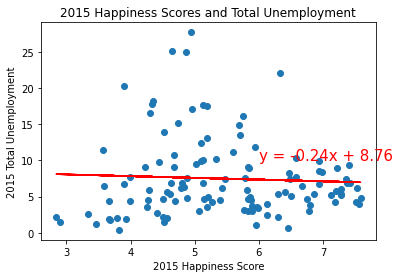 2015 Happiness Scores and Total Unemployment
25
20
15
10
5
0
2015 Total Unemployment
y = -0.24x + 8.76
3 4 5 6 7
2015 Happiness Score